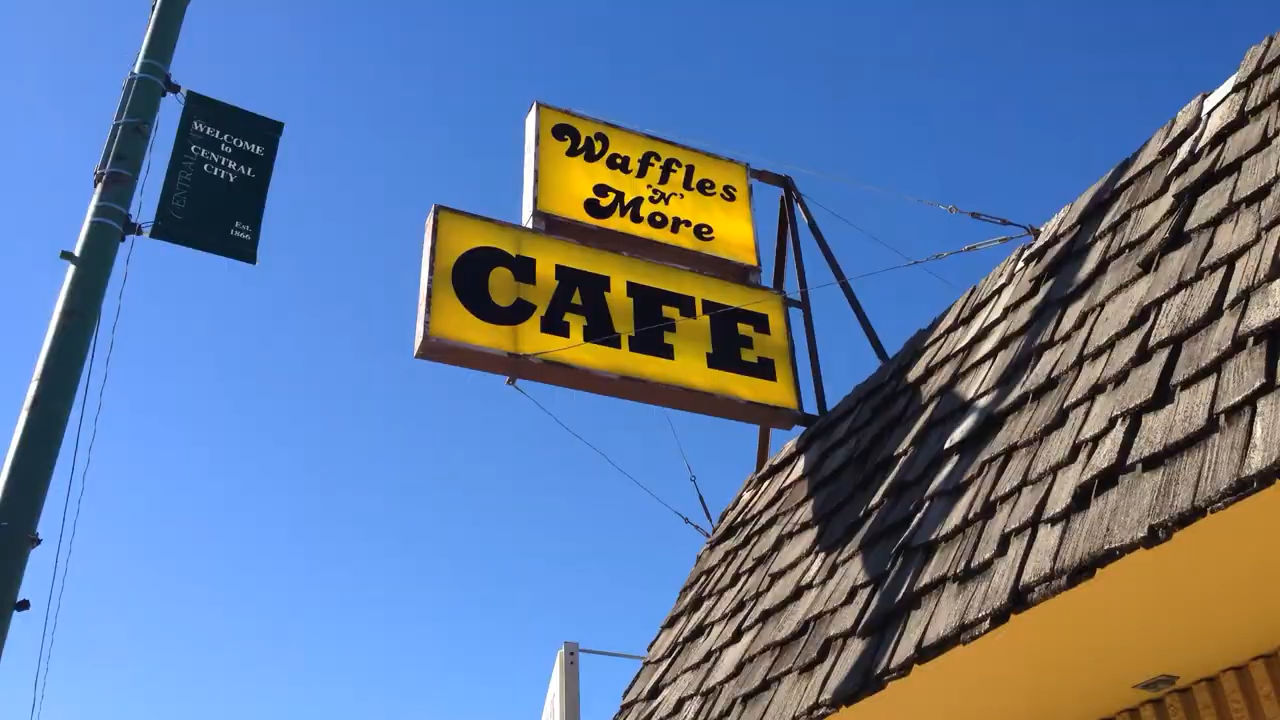 WELCOME
to
CENTRAL
CITY
Est.
1866
Waffles
'N'
More
CAFE